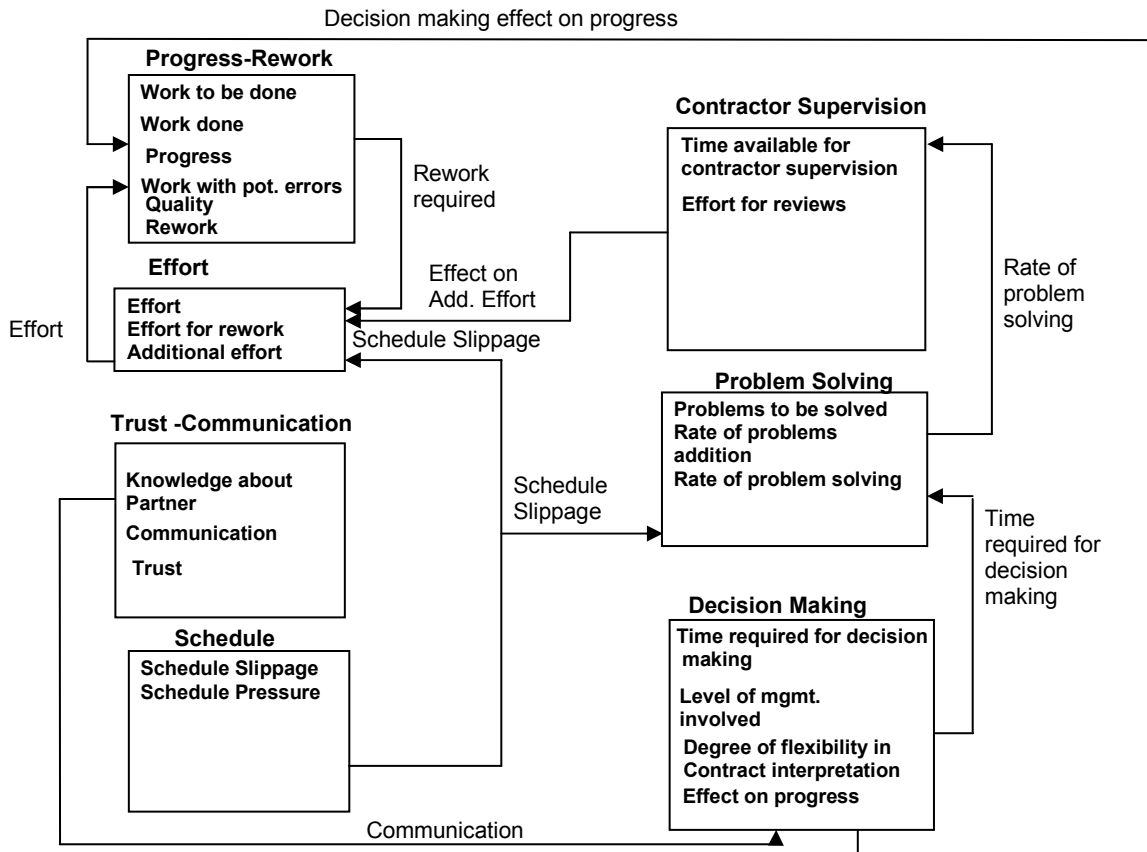 Decision making effect on progress
Progress-Rework
Work to be done
Work done
Progress
Work with pot. errors
Quality
Rework
Rework
required
Effort
Effort
Effort for rework
Additional effort
Effort
Effect on
Add. Effort
Schedule Slippage
Contractor Supervision
Time available for
contractor supervision
Effort for reviews
Rate of
problem
solving
Problem Solving
Problems to be solved
Rate of problems
addition
Rate of problem solving
Trust -Communication
Knowledge about
Partner
Communication
Trust
Schedule
Slippage
Time
required for
decision
making
Schedule
Schedule Slippage
Schedule Pressure
Decision Making
Time required for decision
making
Level of mgmt.
involved
Degree of flexibility in
Contract interpretation
Effect on progress
Communication